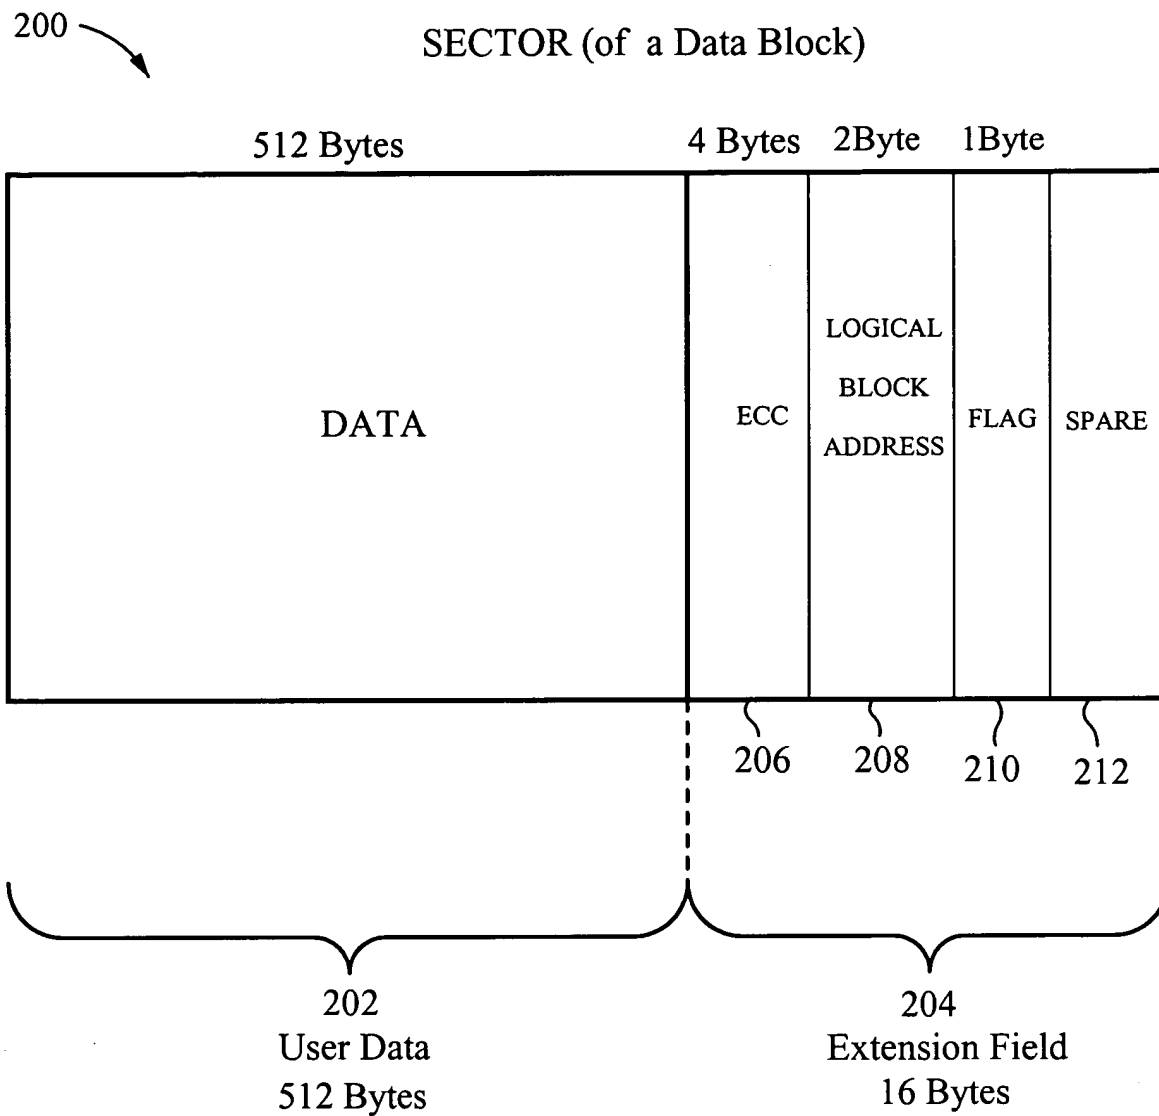 200
SECTOR (of a Data Block)
512 Bytes
4 Bytes
2Byte
1Byte
DATA
ECC
LOGICAL
BLOCK
ADDRESS
FLAG
SPARE
206
208
210
212
202
User Data
512 Bytes
204
Extension Field
16 Bytes